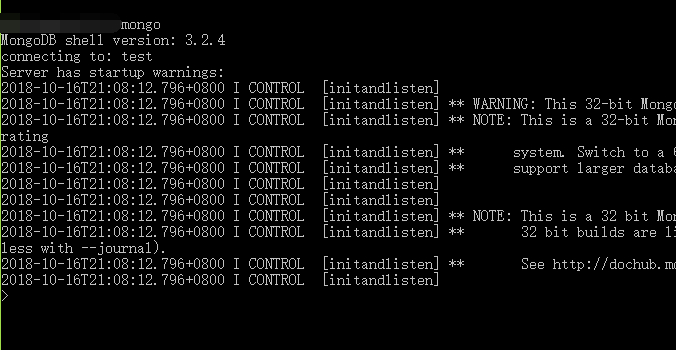 mongo
MongoDB shell version: 3.2.4
connecting to: test
Server has startup warnings:
2018-10-16T21:08:12.796+0800 I CONTROL  [initandlisten]
2018-10-16T21:08:12.796+0800 I CONTROL  [initandlisten] ** WARNING: This 32-bit Mongo
2018-10-16T21:08:12.796+0800 I CONTROL  [initandlisten] ** NOTE: This is a 32-bit Mon
rating
2018-10-16T21:08:12.796+0800 I CONTROL  [initandlisten] **       system. Switch to a 6
2018-10-16T21:08:12.796+0800 I CONTROL  [initandlisten] **       support larger databa
2018-10-16T21:08:12.796+0800 I CONTROL  [initandlisten]
2018-10-16T21:08:12.796+0800 I CONTROL  [initandlisten]
2018-10-16T21:08:12.796+0800 I CONTROL  [initandlisten] ** NOTE: This is a 32 bit Mon
2018-10-16T21:08:12.796+0800 I CONTROL  [initandlisten] **        32 bit builds are li
less with --journal).
2018-10-16T21:08:12.796+0800 I CONTROL  [initandlisten] **        See http://dochub.mo
2018-10-16T21:08:12.796+0800 I CONTROL  [initandlisten]
>